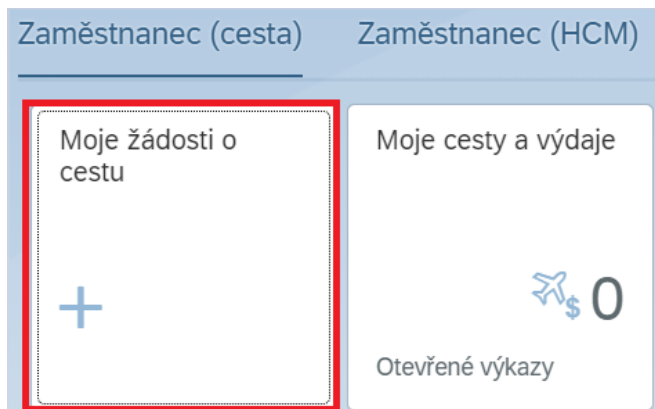 Zaměstnanec (cesta) Zaměstnanec (HCM)
Moje žádosti o
cestu
+
Moje cesty a výdaje
$ 0
Otevřené výkazy